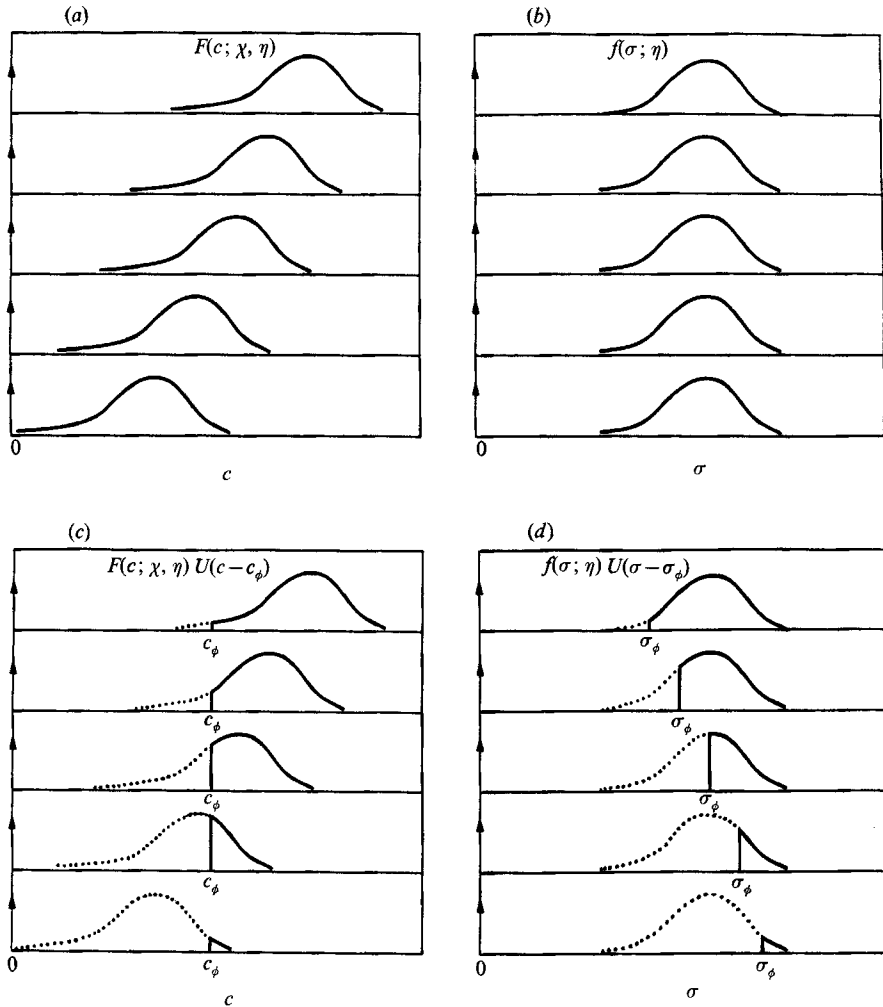 (a)
F(c; χ, η)
0
c
(b)
f(σ; η)
0
σ
(c)
F(c; χ, η) U(c−c_φ)
c_φ
c_φ
c_φ
c_φ
c_φ
0
c
(d)
f(σ; η) U(σ−σ_φ)
σ_φ
σ_φ
σ_φ
σ_φ
σ_φ
0
σ